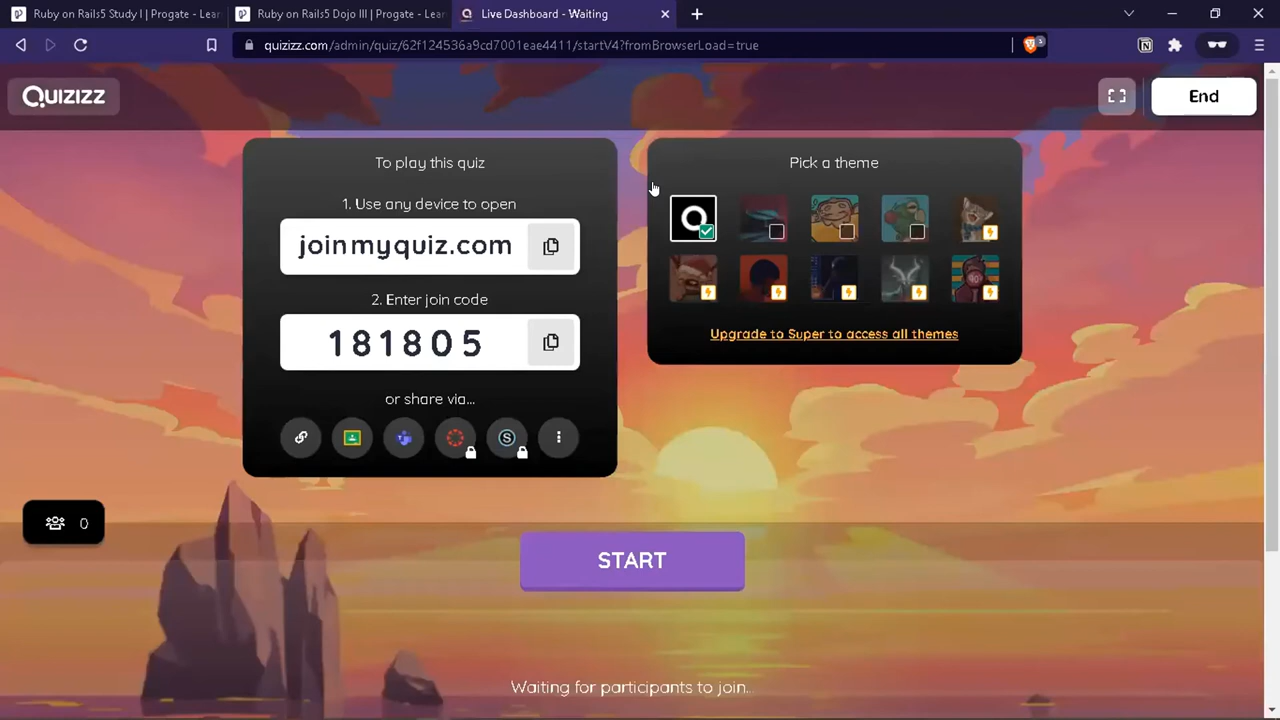 Ruby on Rails5 Study I | Progate - Lear
Ruby on Rails5 Dojo III | Progate - Lear
Live Dashboard - Waiting
quizizz.com/admin/quiz/62f124536a9cd7001eae4411/startV4?fromBrowserLoad=true
3
Quizizz
End
To play this quiz
1. Use any device to open
joinmyquiz.com
2. Enter join code
181805
or share via...
Pick a theme
Upgrade to Super to access all themes
0
START
Waiting for participants to join...